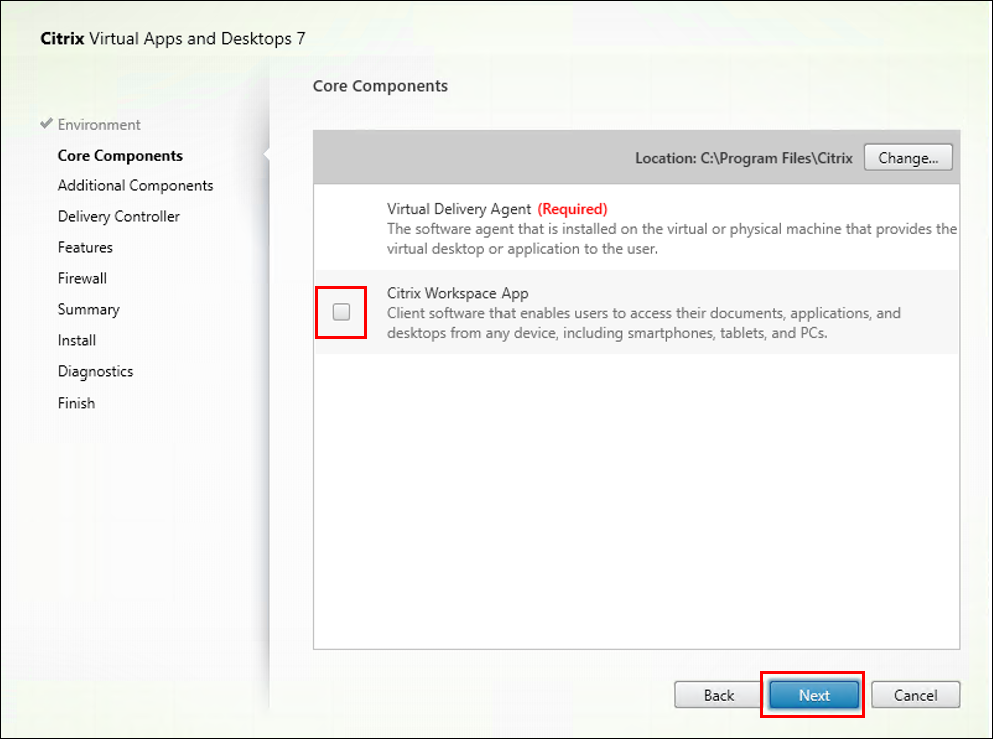 Citrix Virtual Apps and Desktops 7
Environment
Core Components
Additional Components
Delivery Controller
Features
Firewall
Summary
Install
Diagnostics
Finish
Core Components
Location: C:\Program Files\Citrix
Change...
Virtual Delivery Agent (Required)
The software agent that is installed on the virtual or physical machine that provides the
virtual desktop or application to the user.
Citrix Workspace App
Client software that enables users to access their documents, applications, and
desktops from any device, including smartphones, tablets, and PCs.
Back
Next
Cancel